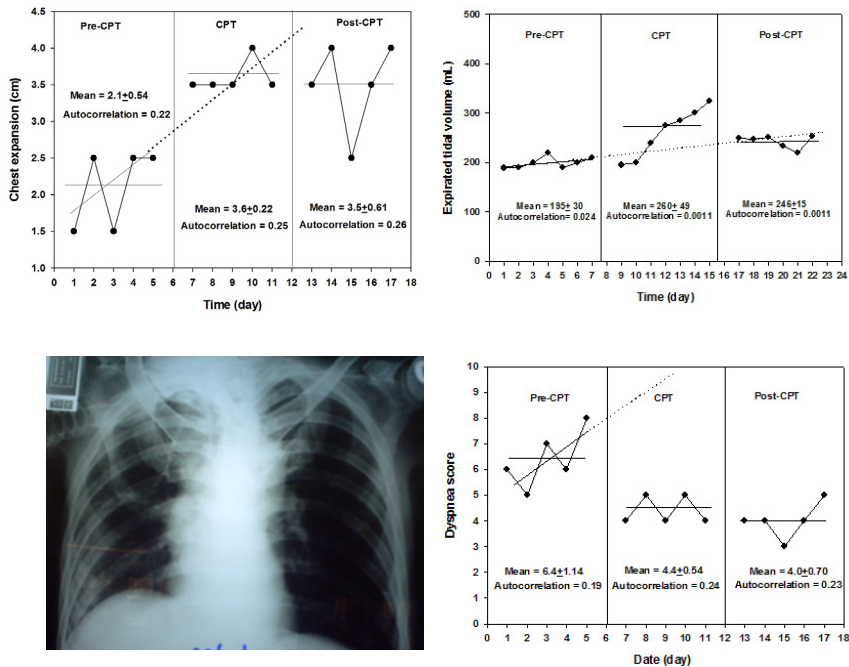 Pre-CPT
CPT
Post-CPT
Chest expansion (cm)
4.5
4.0
3.5
3.0
2.5
2.0
1.5
1.0
Mean = 2.1±0.54
Autocorrelation = 0.22
Mean = 3.6±0.22
Autocorrelation = 0.25
Mean = 3.5±0.61
Autocorrelation = 0.26
0 1 2 3 4 5 6 7 8 9 10 11 12 13 14 15 16 17 18
Time (day)
Pre-CPT
CPT
Post-CPT
Expirated tidal volume (mL)
500
400
300
200
100
0
Mean = 195± 30
Autocorrelation = 0.024
Mean = 260± 49
Autocorrelation = 0.0011
Mean = 246±15
Autocorrelation = 0.0011
0 1 2 3 4 5 6 7 8 9 10 11 12 13 14 15 16 17 18 19 20 21 22 23 24
Time (day)
Pre-CPT
CPT
Post-CPT
Dyspnea score
10
9
8
7
6
5
4
3
2
1
0
Mean = 6.4±1.14
Autocorrelation = 0.19
Mean = 4.4±0.54
Autocorrelation = 0.24
Mean = 4.0±0.70
Autocorrelation = 0.23
0 1 2 3 4 5 6 7 8 9 10 11 12 13 14 15 16 17 18
Date (day)